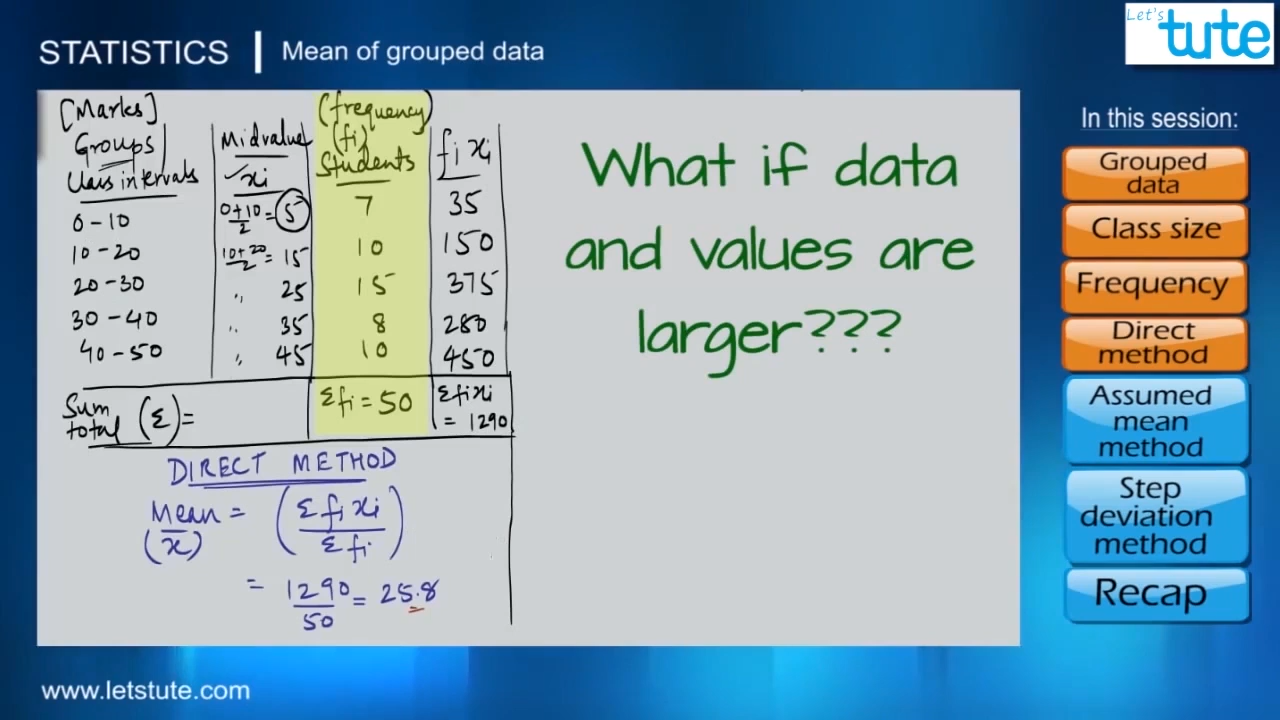 STATISTICS | Mean of grouped data
Let's
tute
[Marks]
Groups
Class intervals
Midvalue
xi
(frequency)
(fi)
Students
fi xi
0-10
0+10/2 = 5
7
35
10-20
10+20/2 = 15
10
150
20-30
" 25
15
375
30-40
" 35
8
280
40-50
" 45
10
450
Sum total (Σ) =
Σfi = 50
Σfixi = 1290
DIRECT METHOD
Mean (x̄) = (Σ fi xi / Σ fi)
= 1290/50 = 25.8
What if data
and values are
larger???
In this session:
Grouped
data
Class size
Frequency
Direct
method
Assumed
mean
method
Step
deviation
method
Recap
www.letstute.com